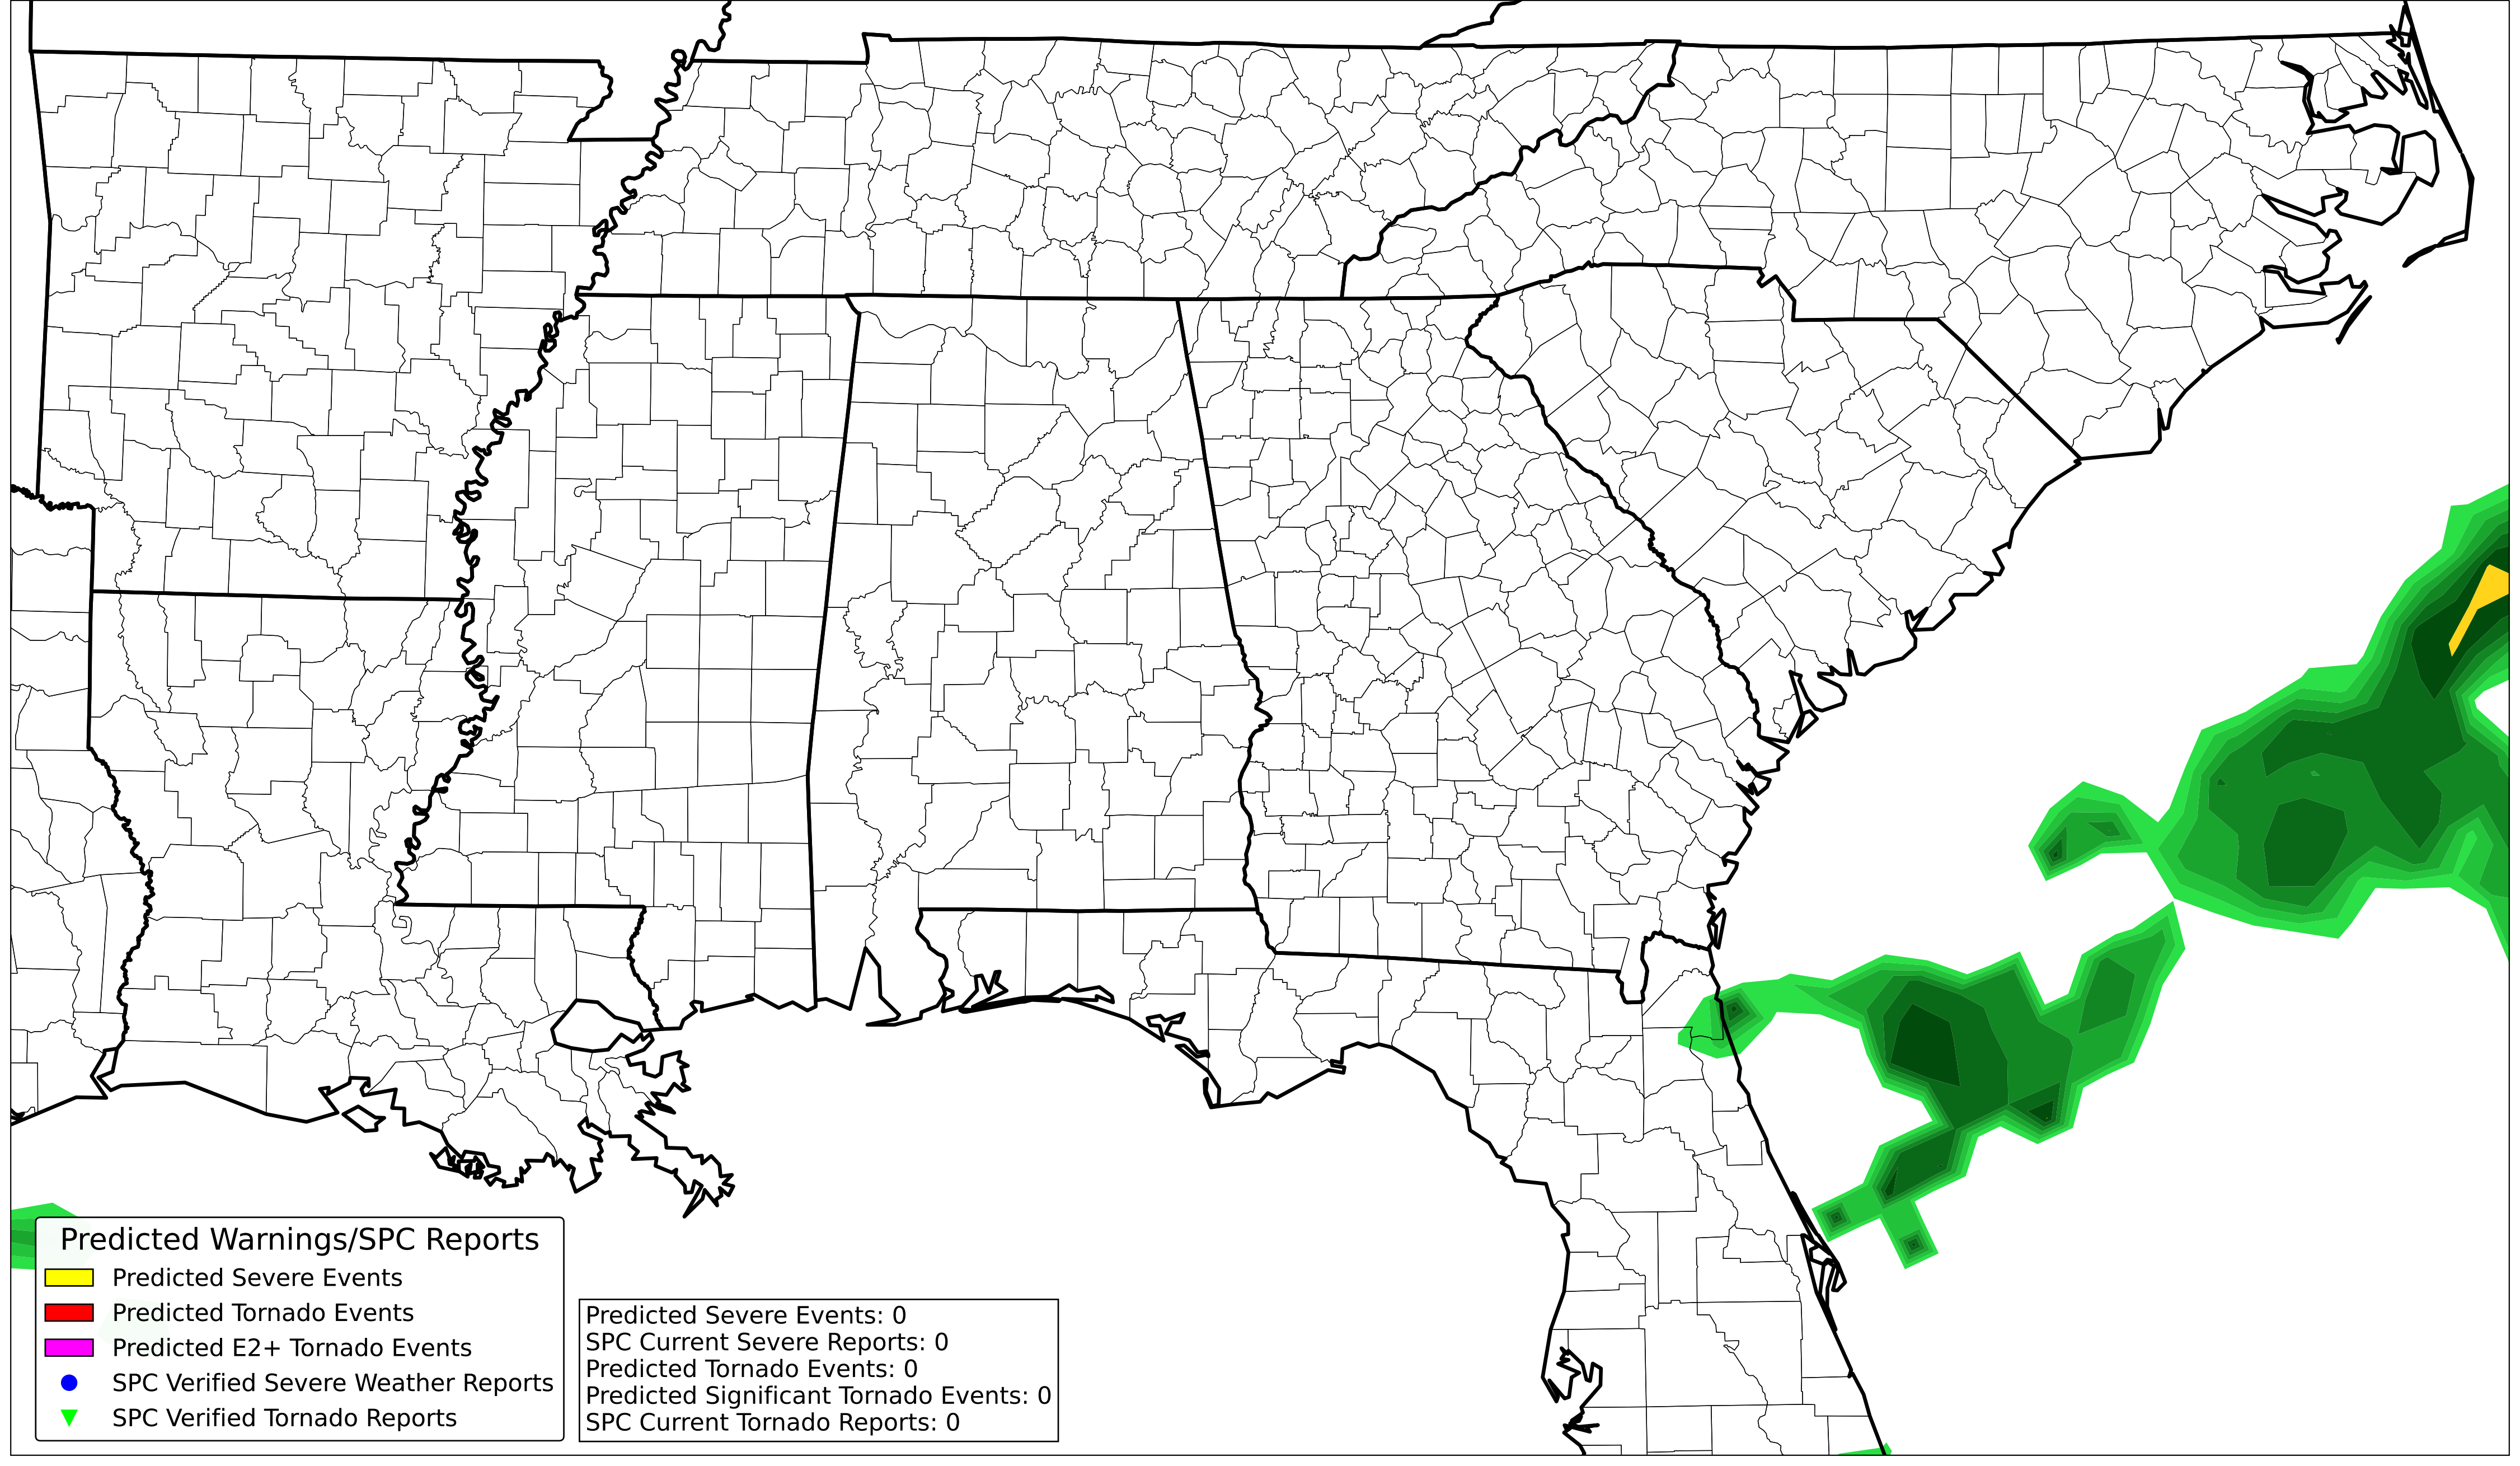 Predicted Warnings/SPC Reports
Predicted Severe Events
Predicted Tornado Events
Predicted E2+ Tornado Events
SPC Verified Severe Weather Reports
SPC Verified Tornado Reports
Predicted Severe Events: 0
SPC Current Severe Reports: 0
Predicted Tornado Events: 0
Predicted Significant Tornado Events: 0
SPC Current Tornado Reports: 0